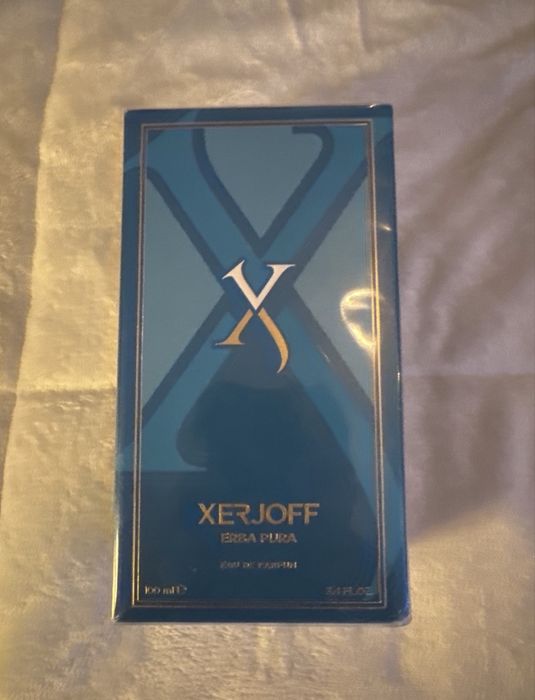 X
XERJOFF
ERBA PURA
EAU DE PARFUM
100 ml ℮ 3.4 FL.OZ.